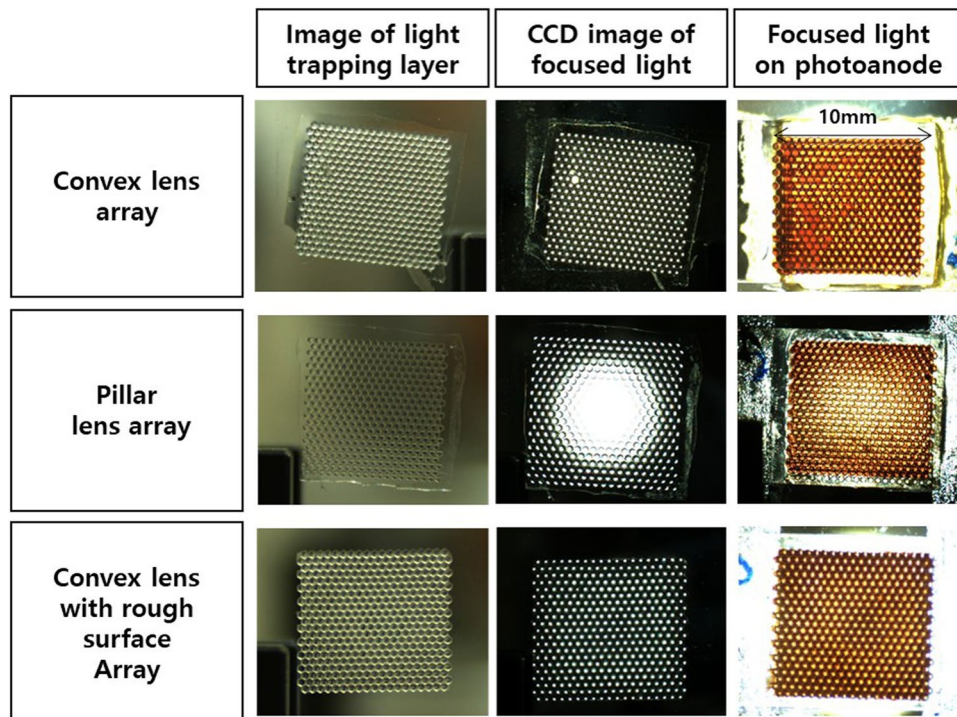 Image of light
trapping layer
CCD image of
focused light
Focused light
on photoanode
Convex lens
array
10mm
Pillar
lens array
Convex lens
with rough
surface
Array